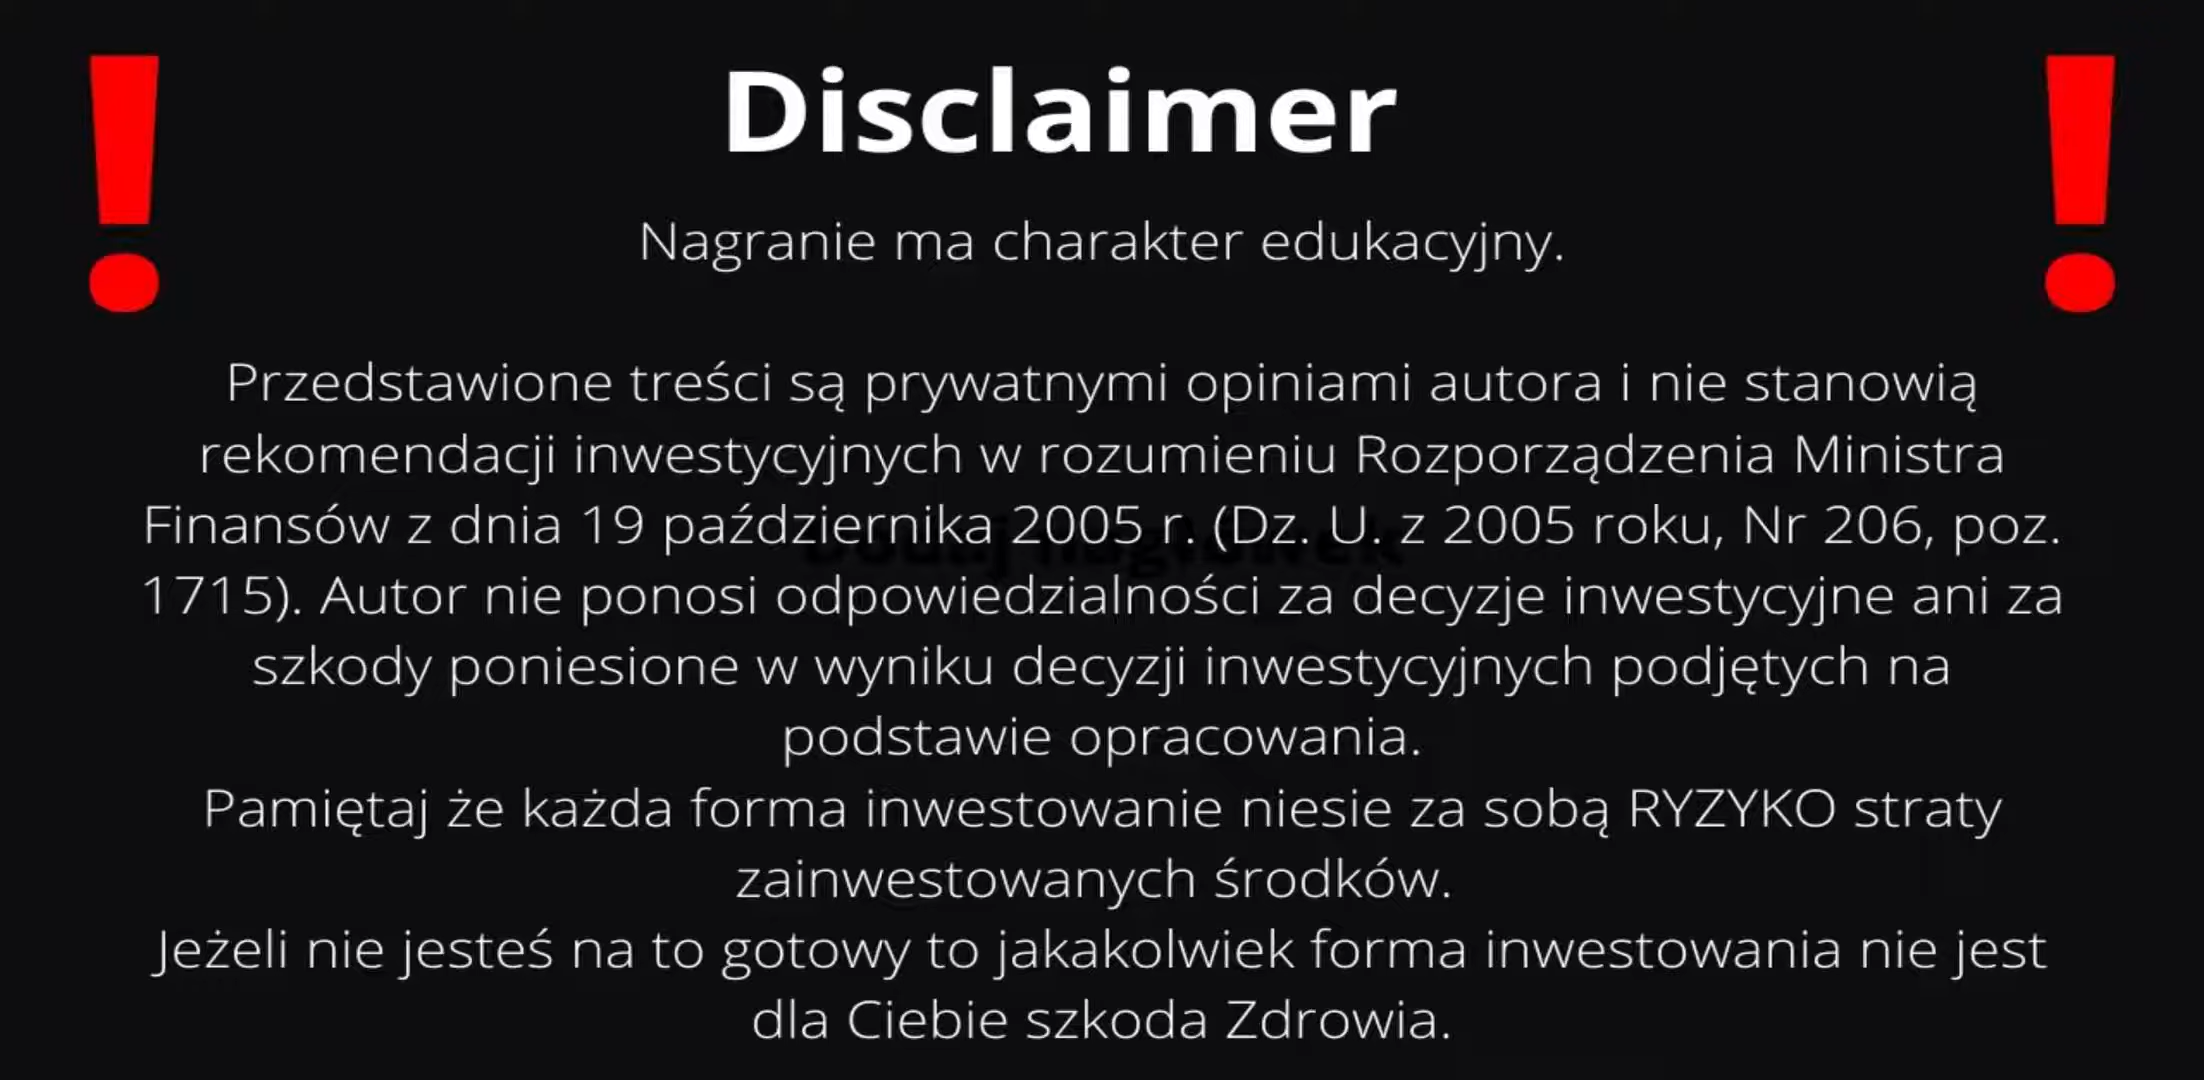 Disclaimer
! !
Nagranie ma charakter edukacyjny.
Przedstawione treści są prywatnymi opiniami autora i nie stanowią
rekomendacji inwestycyjnych w rozumieniu Rozporządzenia Ministra
Finansów z dnia 19 października 2005 r. (Dz. U. z 2005 roku, Nr 206, poz.
1715). Autor nie ponosi odpowiedzialności za decyzje inwestycyjne ani za
szkody poniesione w wyniku decyzji inwestycyjnych podjętych na
podstawie opracowania.
Pamiętaj że każda forma inwestowanie niesie za sobą RYZYKO straty
zainwestowanych środków.
Jeżeli nie jesteś na to gotowy to jakakolwiek forma inwestowania nie jest
dla Ciebie szkoda Zdrowia.
Dodaj nagłówek